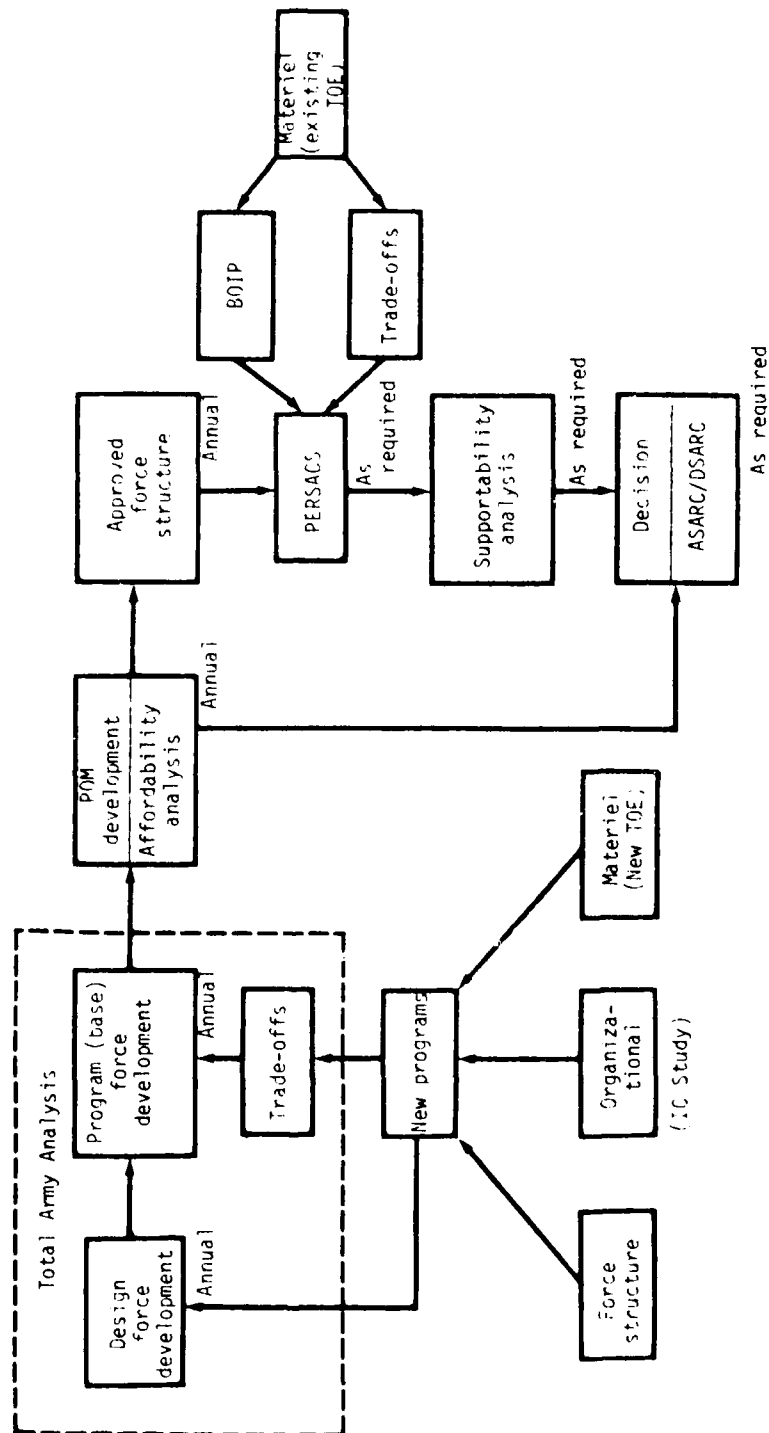 Total Army Analysis
Design
force
development
Annual
Program (base)
force
development
Annual
Trade-offs
New programs
Force
structure
Organiza-
tional
(IC Study)
Materiel
(New TOE)
POM
development
Affordability
analysis
Annual
Approved
force
structure
Annual
PERSACS
As
required
BOIP
Trade-offs
Materiel
(existing
TOE)
Supportability
analysis
As required
Decision
ASARC/DSARC
As required